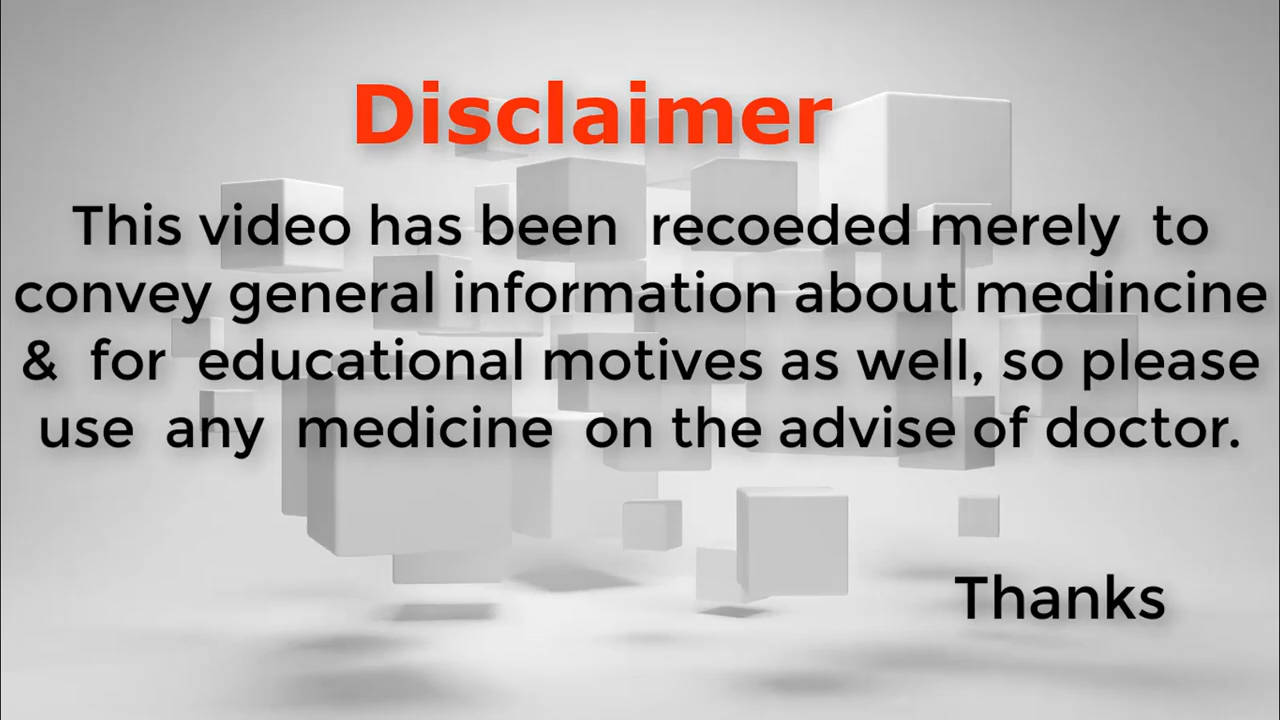 Disclaimer
This video has been recoeded merely to
convey general information about medincine
& for educational motives as well, so please
use any medicine on the advise of doctor.
Thanks